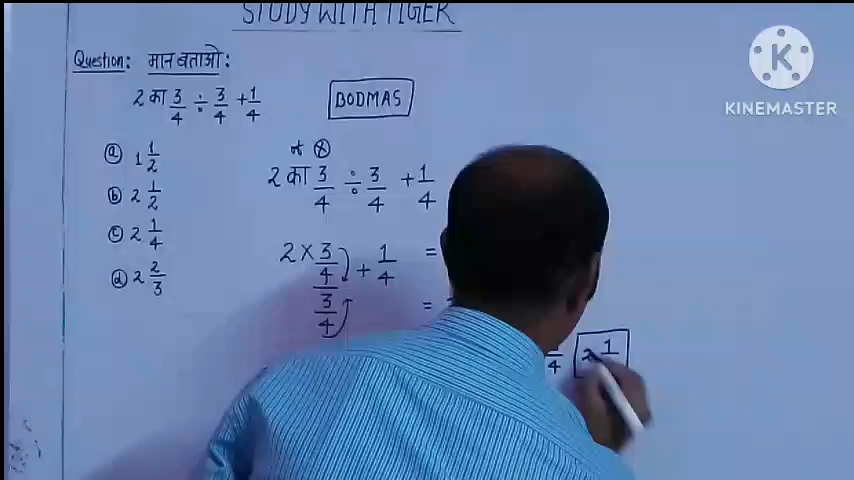 STUDY WITH TIGER
K
KINEMASTER
Question: मान बताओ:
2 का 3/4 ÷ 3/4 + 1/4
BODMAS
ⓐ 1 1/2
ⓑ 2 1/2
ⓒ 2 1/4
ⓓ 2 2/3
of ⓧ
2 का 3/4 ÷ 3/4 + 1/4
2 × 3/4 / 3/4 + 1/4 =
=
4
2 1